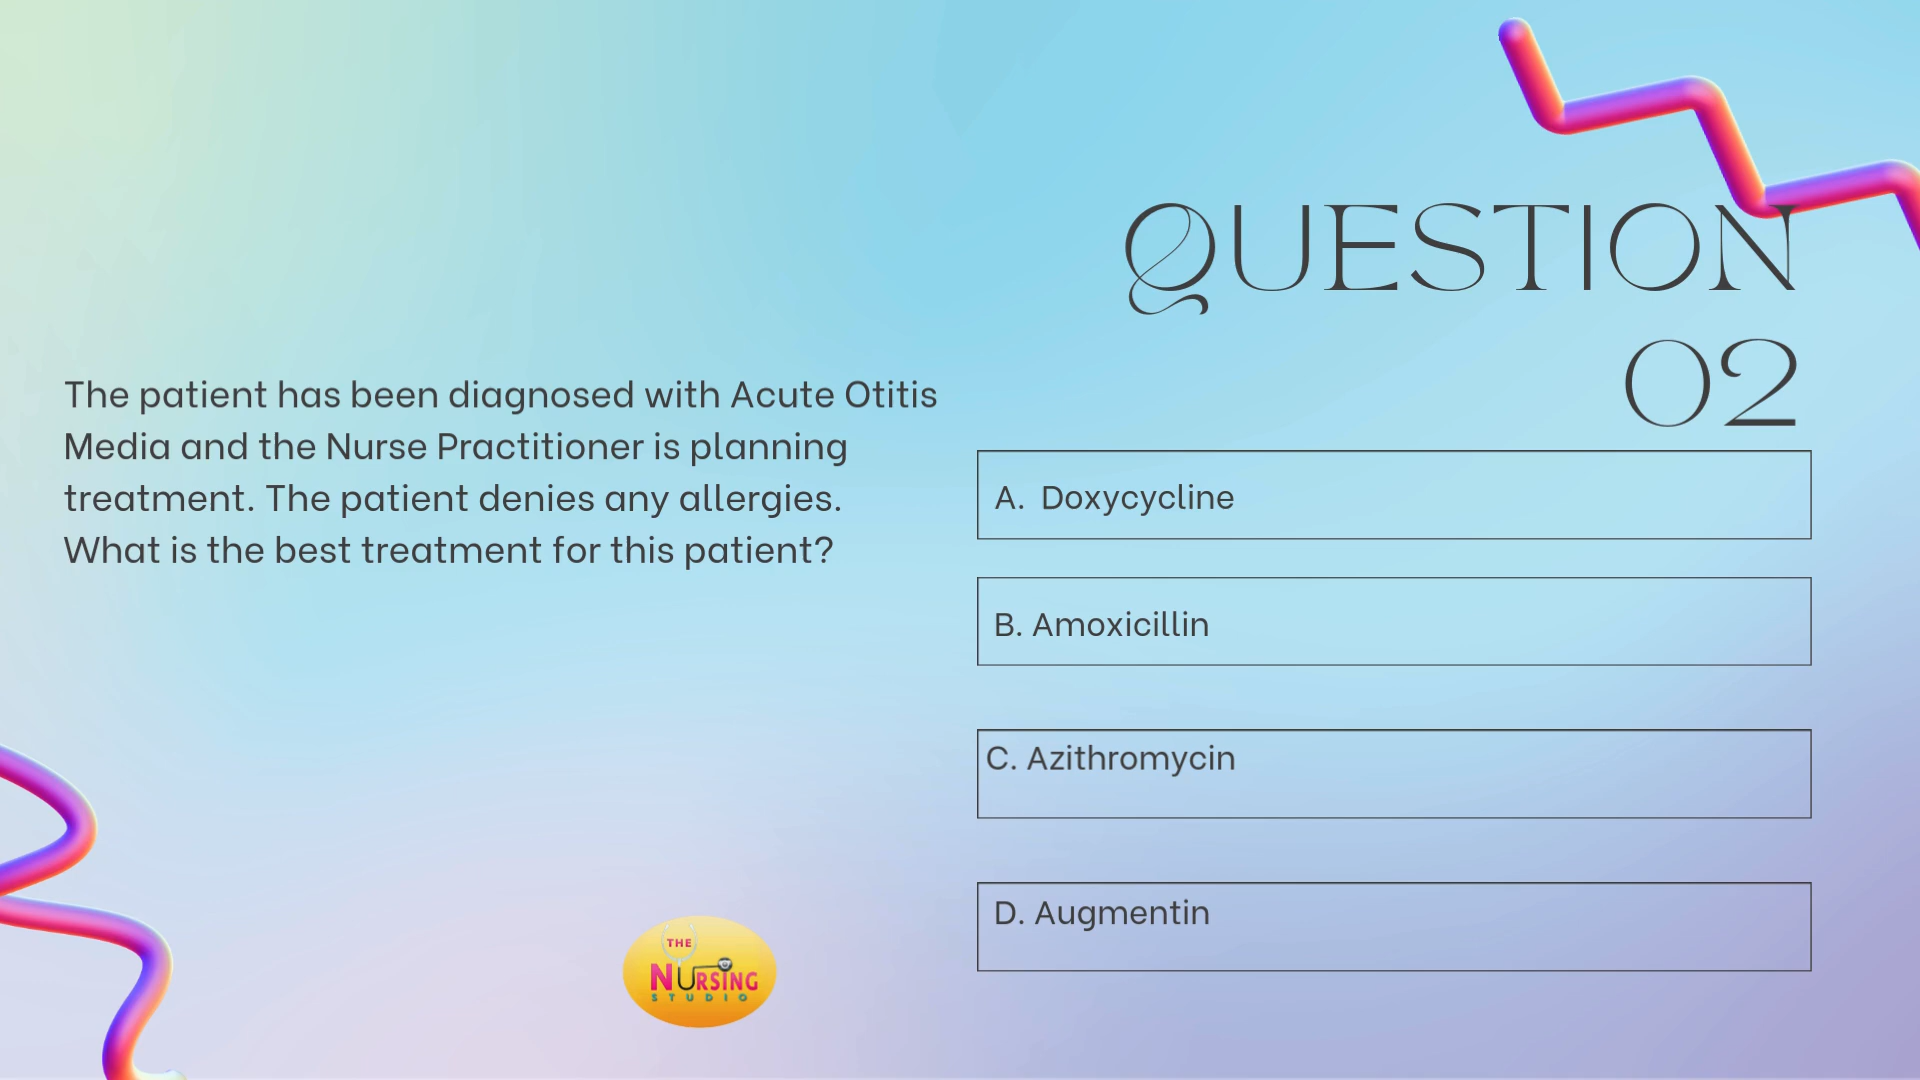 QUESTION
02
The patient has been diagnosed with Acute Otitis
Media and the Nurse Practitioner is planning
treatment. The patient denies any allergies.
What is the best treatment for this patient?
A. Doxycycline
B. Amoxicillin
C. Azithromycin
D. Augmentin
THE
NURSING
STUDIO